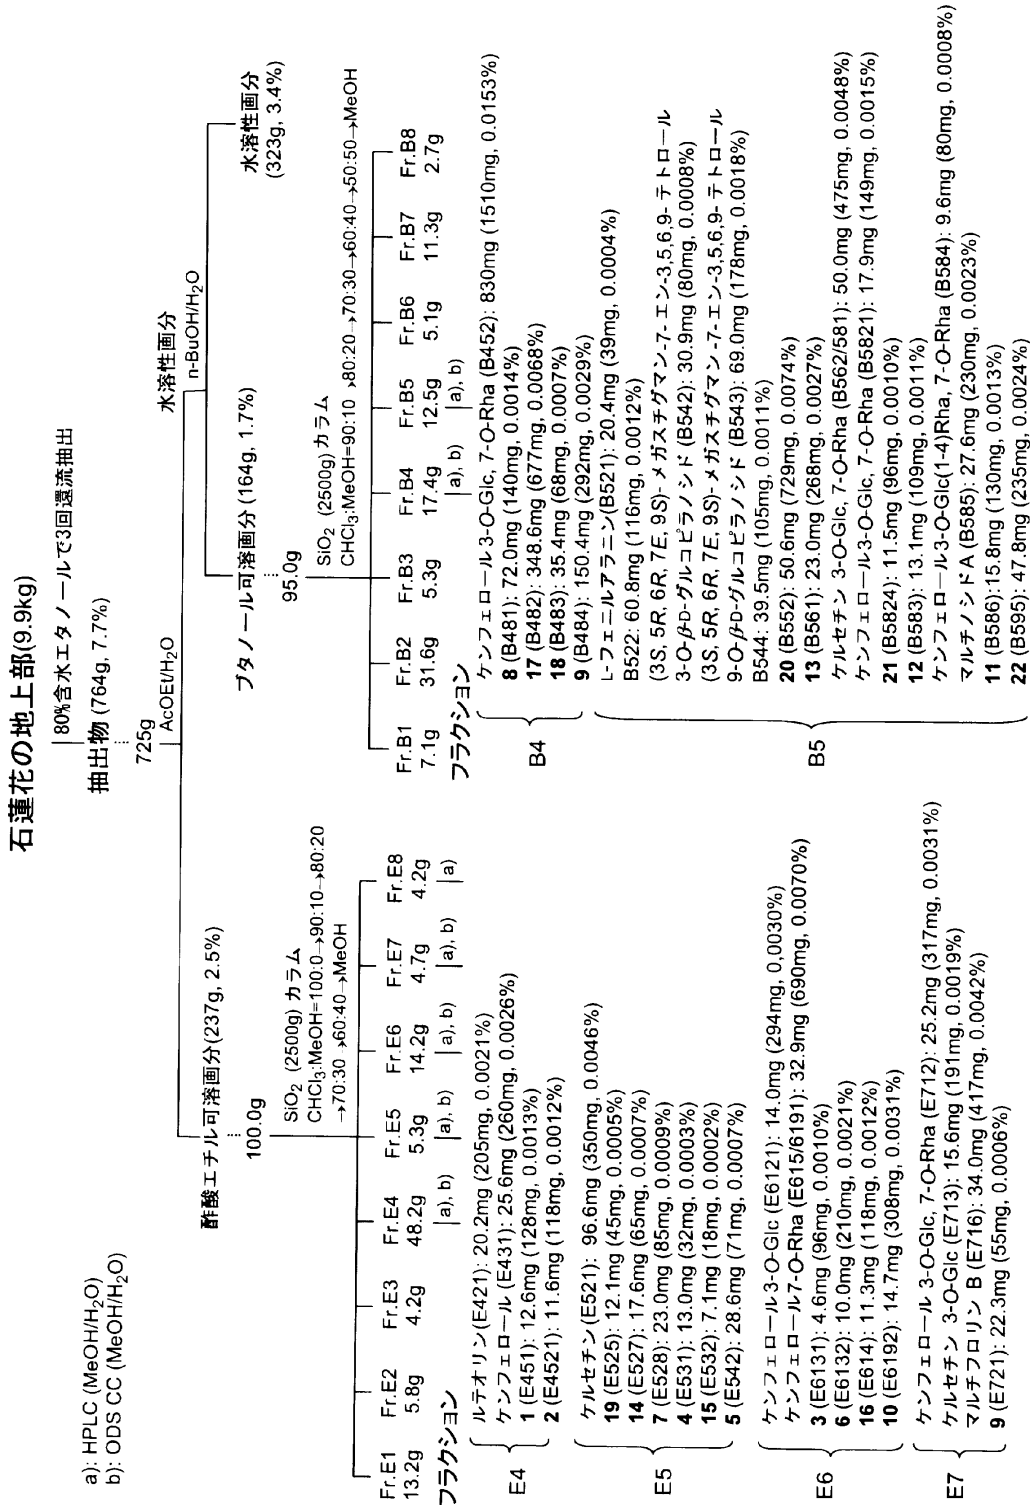 石蓮花の地上部(9.9kg)
80%含水エタノールで3回還流抽出
抽出物 (764g, 7.7%)
725g
AcOEt/H2O
酢酸エチル可溶画分(237g, 2.5%)
水溶性画分
n-BuOH/H2O
ブタノール可溶画分 (164g, 1.7%)
水溶性画分
(323g, 3.4%)
a): HPLC (MeOH/H2O)
b): ODS CC (MeOH/H2O)
100.0g
SiO2 (2500g) カラム
CHCl3:MeOH=100:0→90:10→80:20
→70:30→60:40→MeOH
Fr.E1 Fr.E2 Fr.E3 Fr.E4 Fr.E5 Fr.E6 Fr.E7 Fr.E8
13.2g 5.8g 4.2g 48.2g 5.3g 14.2g 4.7g 4.2g
a), b) a), b) a), b) a), b) a)
フラクション
E4
ルテオリン(E421): 20.2mg (205mg, 0.0021%)
ケンフェロール (E431): 25.6mg (260mg, 0.0026%)
1 (E451): 12.6mg (128mg, 0.0013%)
2 (E4521): 11.6mg (118mg, 0.0012%)
E5
ケルセチン(E521): 96.6mg (350mg, 0.0046%)
19 (E525): 12.1mg (45mg, 0.0005%)
14 (E527): 17.6mg (65mg, 0.0007%)
7 (E528): 23.0mg (85mg, 0.0009%)
4 (E531): 13.0mg (32mg, 0.0003%)
15 (E532): 7.1mg (18mg, 0.0002%)
5 (E542): 28.6mg (71mg, 0.0007%)
E6
ケンフェロール3-O-Glc (E6121): 14.0mg (294mg, 0,0030%)
ケンフェロール7-O-Rha (E615/6191): 32.9mg (690mg, 0.0070%)
3 (E6131): 4.6mg (96mg, 0.0010%)
6 (E6132): 10.0mg (210mg, 0.0021%)
16 (E614): 11.3mg (118mg, 0.0012%)
10 (E6192): 14.7mg (308mg, 0.0031%)
E7
ケンフェロール 3-O-Glc, 7-O-Rha (E712): 25.2mg (317mg, 0.0031%)
ケルセチン 3-O-Glc (E713): 15.6mg (191mg, 0.0019%)
マルチフロリン B (E716): 34.0mg (417mg, 0.0042%)
9 (E721): 22.3mg (55mg, 0.0006%)
95.0g
SiO2 (2500g) カラム
CHCl3:MeOH=90:10→80:20→70:30→60:40→50:50→MeOH
Fr.B1 Fr.B2 Fr.B3 Fr.B4 Fr.B5 Fr.B6 Fr.B7 Fr.B8
7.1g 31.6g 5.3g 17.4g 12.5g 5.1g 11.3g 2.7g
a), b) a), b)
フラクション
B4
ケンフェロール3-O-Glc, 7-O-Rha (B452): 830mg (1510mg, 0.0153%)
8 (B481): 72.0mg (140mg, 0.0014%)
17 (B482): 348.6mg (677mg, 0.0068%)
18 (B483): 35.4mg (68mg, 0.0007%)
9 (B484): 150.4mg (292mg, 0.0029%)
B5
L-フェニルアラニン(B521): 20.4mg (39mg, 0.0004%)
B522: 60.8mg (116mg, 0.0012%)
(3S, 5R, 6R, 7E, 9S)-メガスチグマン-7-エン-3,5,6,9-テトロール
3-O-β-D-グルコピラノシド (B542): 30.9mg (80mg, 0.0008%)
(3S, 5R, 6R, 7E, 9S)-メガスチグマン-7-エン-3,5,6,9-テトロール
9-O-β-D-グルコピラノシド (B543): 69.0mg (178mg, 0.0018%)
B544: 39.5mg (105mg, 0.0011%)
20 (B552): 50.6mg (729mg, 0.0074%)
13 (B561): 23.0mg (268mg, 0.0027%)
ケルセチン 3-O-Glc, 7-O-Rha (B562/581): 50.0mg (475mg, 0.0048%)
ケンフェロール3-O-Glc, 7-O-Rha (B5821): 17.9mg (149mg, 0.0015%)
21 (B5824): 11.5mg (96mg, 0.0010%)
12 (B583): 13.1mg (109mg, 0.0011%)
ケンフェロール3-O-Glc(1-4)Rha, 7-O-Rha (B584): 9.6mg (80mg, 0.0008%)
マルチノシドA (B585): 27.6mg (230mg, 0.0023%)
11 (B586):15.8mg (130mg, 0.0013%)
22 (B595): 47.8mg (235mg, 0.0024%)